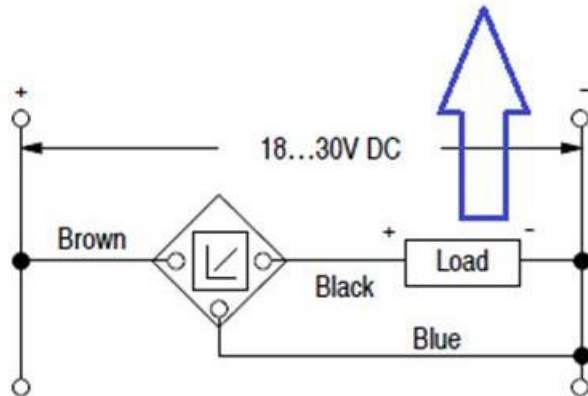 + −
18...30V DC
Brown + −
Load
Black
Blue